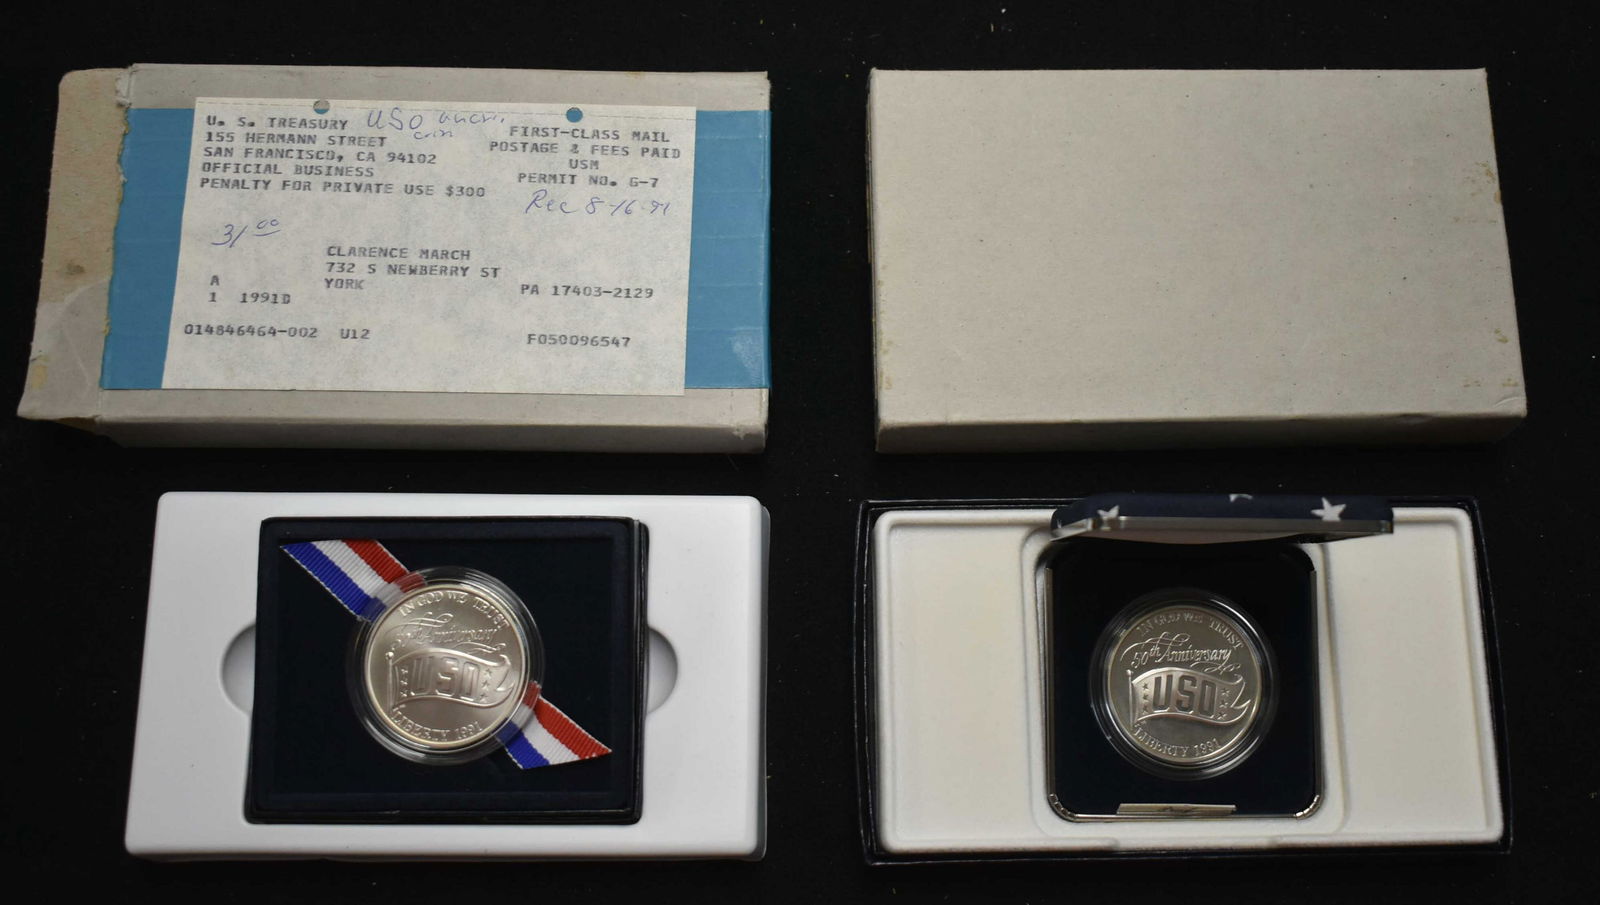 U. S. TREASURY USO
155 HERMANN STREET
SAN FRANCISCO, CA 94102
OFFICIAL BUSINESS
PENALTY FOR PRIVATE USE $300
FIRST-CLASS MAIL
POSTAGE & FEES PAID
USM
PERMIT NO. G-7
Rec 8-16-91
31.00
CLARENCE MARCH
732 S NEWBERRY ST
YORK PA 17403-2129
A
1 1991D
014846464-002 U12 F050096547
IN GOD WE TRUST
50th Anniversary
USO
LIBERTY 1991
IN GOD WE TRUST
50th Anniversary
USO
LIBERTY 1991